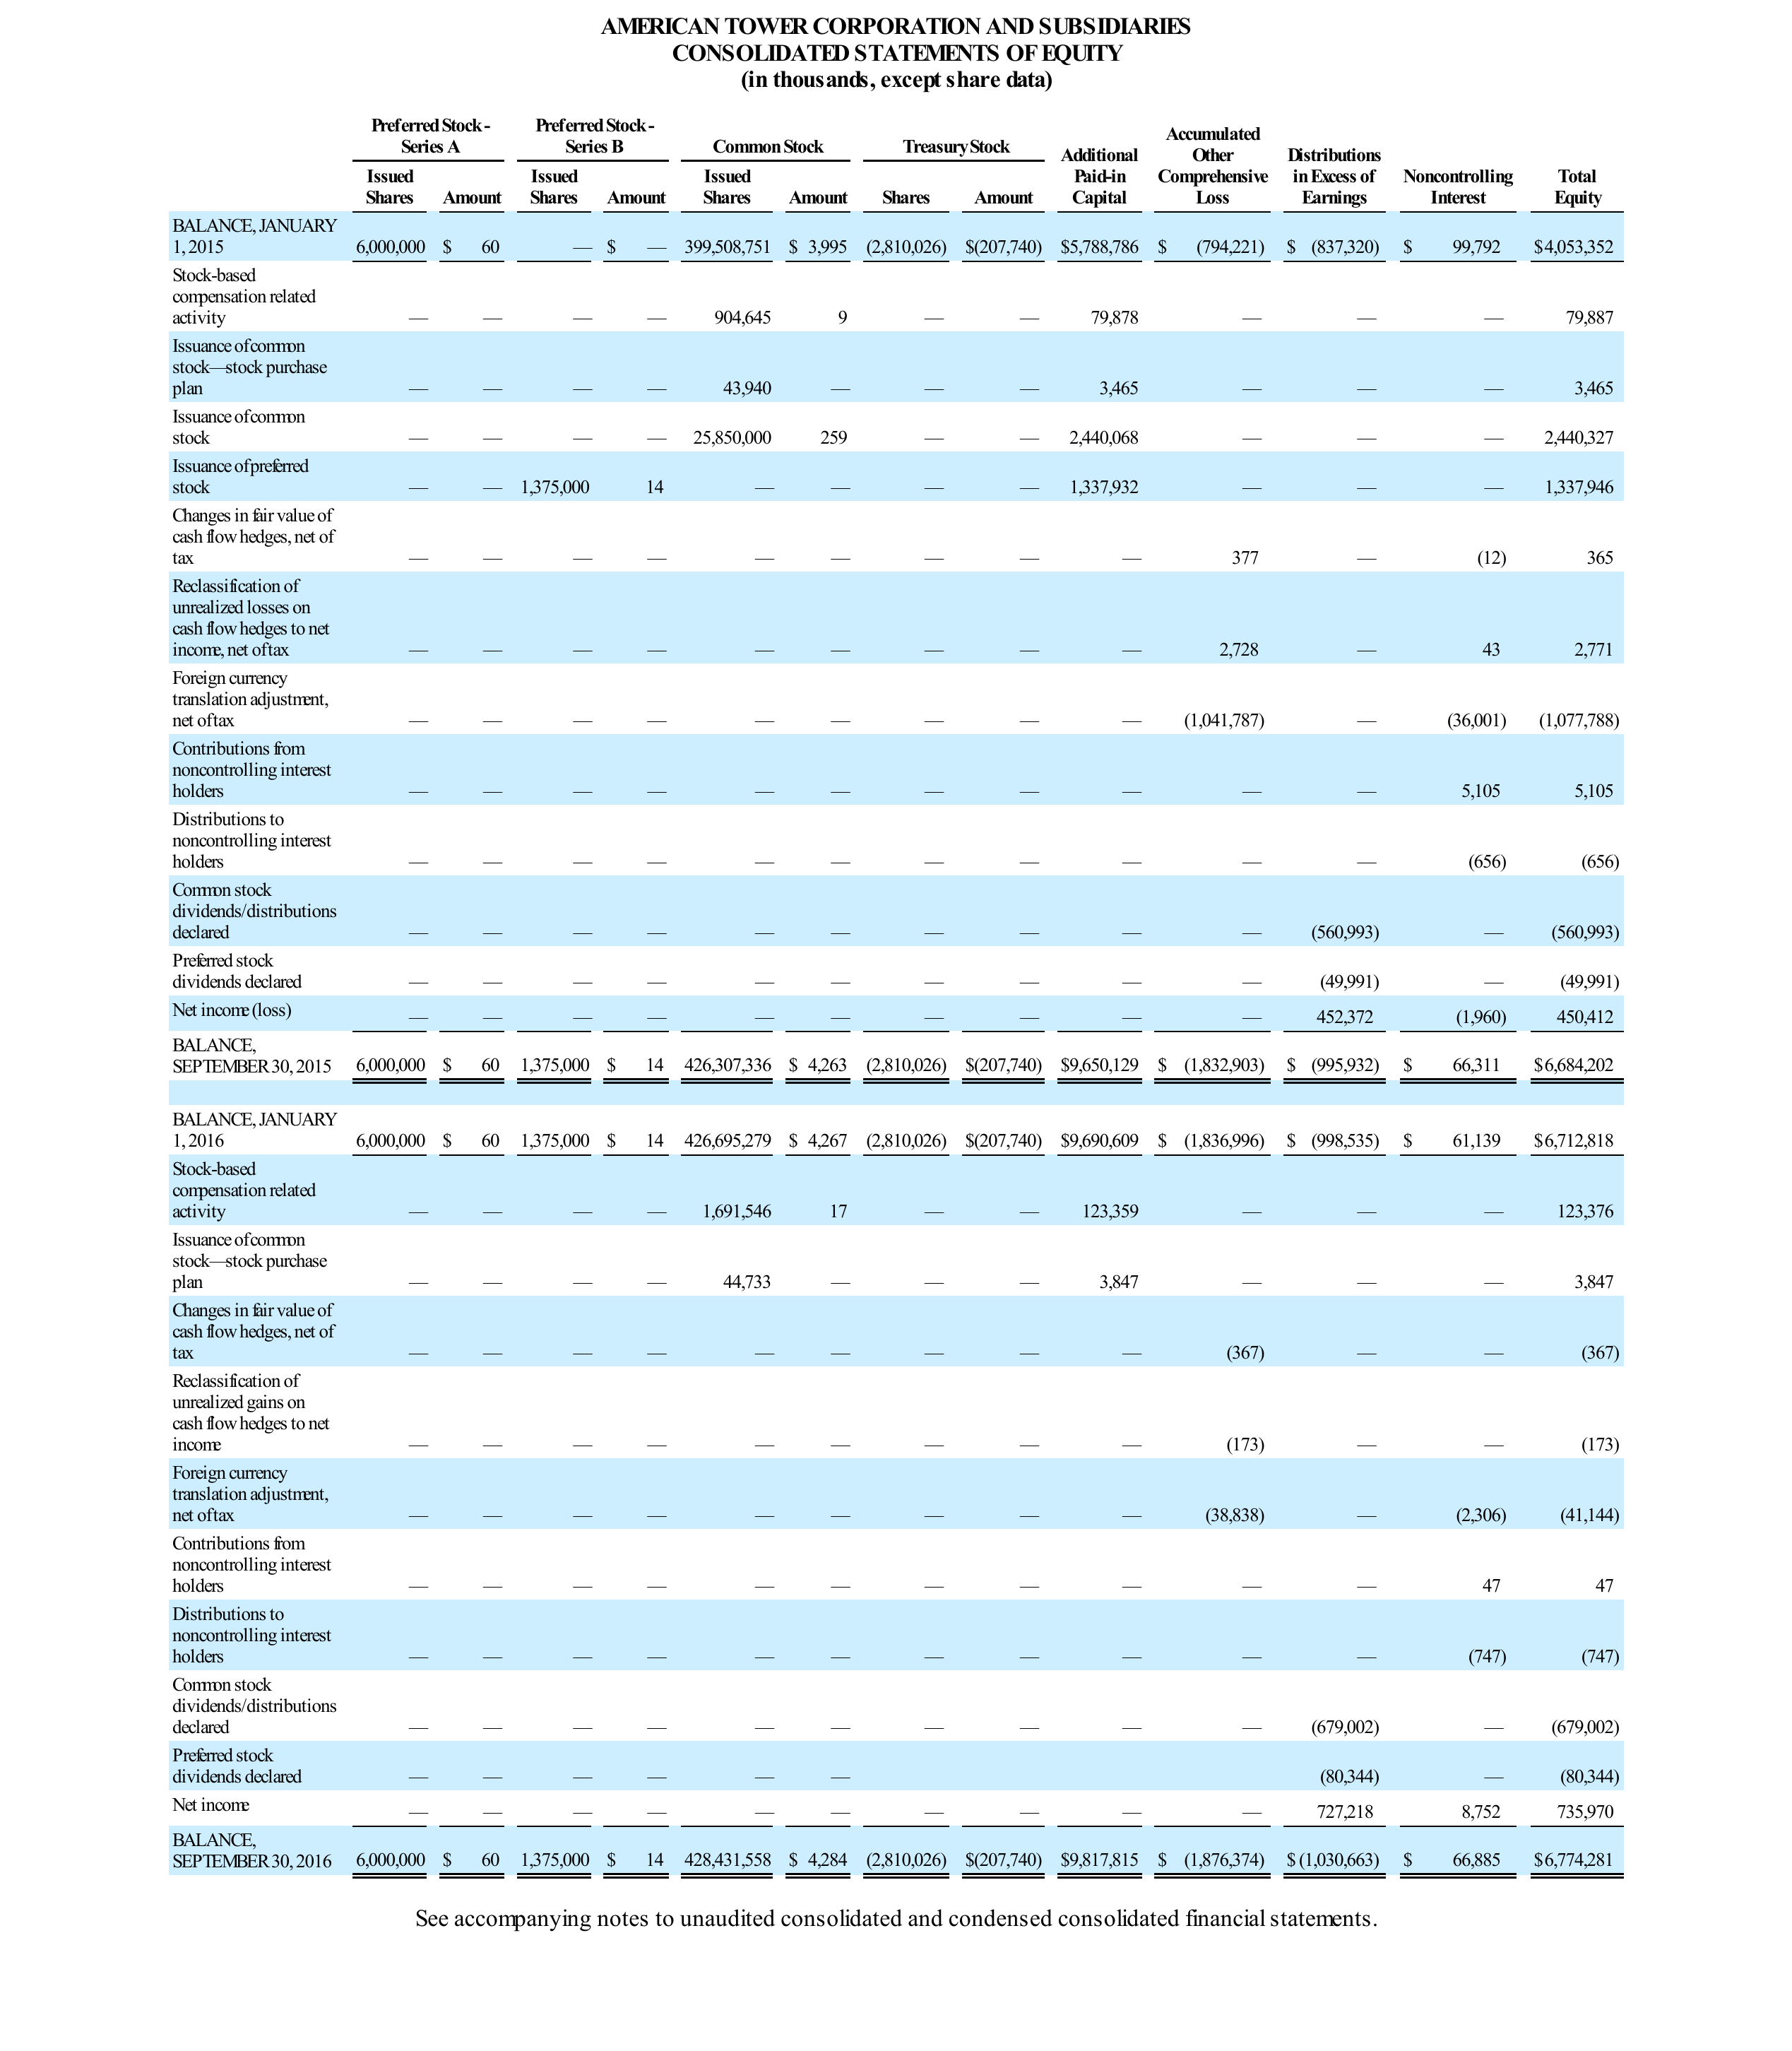 AMERICAN TOWER CORPORATION AND SUBSIDIARIES
CONSOLIDATED STATEMENTS OF EQUITY
(in thousands, except share data)
Preferred Stock - Preferred Stock - Accumulated
Series A Series B Common Stock Treasury Stock Additional Other Distributions
Issued Issued Issued Paid-in Comprehensive in Excess of Noncontrolling Total
Shares Amount Shares Amount Shares Amount Shares Amount Capital Loss Earnings Interest Equity
BALANCE, JANUARY
1, 2015 6,000,000 $ 60 — $ — 399,508,751 $ 3,995 (2,810,026) $(207,740) $5,788,786 $ (794,221) $ (837,320) $ 99,792 $4,053,352
Stock-based
compensation related
activity — — — — 904,645 9 — — 79,878 — — — 79,887
Issuance of common
stock—stock purchase
plan — — — — 43,940 — — — 3,465 — — — 3,465
Issuance of common
stock — — — — 25,850,000 259 — — 2,440,068 — — — 2,440,327
Issuance of preferred
stock — — 1,375,000 14 — — — — 1,337,932 — — — 1,337,946
Changes in fair value of
cash flow hedges, net of
tax — — — — — — — — — 377 — (12) 365
Reclassification of
unrealized losses on
cash flow hedges to net
income, net of tax — — — — — — — — — 2,728 — 43 2,771
Foreign currency
translation adjustment,
net of tax — — — — — — — — — (1,041,787) — (36,001) (1,077,788)
Contributions from
noncontrolling interest
holders — — — — — — — — — — — 5,105 5,105
Distributions to
noncontrolling interest
holders — — — — — — — — — — — (656) (656)
Common stock
dividends/distributions
declared — — — — — — — — — — (560,993) — (560,993)
Preferred stock
dividends declared — — — — — — — — — — (49,991) — (49,991)
Net income (loss) — — — — — — — — — — 452,372 (1,960) 450,412
BALANCE,
SEPTEMBER 30, 2015 6,000,000 $ 60 1,375,000 $ 14 426,307,336 $ 4,263 (2,810,026) $(207,740) $9,650,129 $ (1,832,903) $ (995,932) $ 66,311 $6,684,202
BALANCE, JANUARY
1, 2016 6,000,000 $ 60 1,375,000 $ 14 426,695,279 $ 4,267 (2,810,026) $(207,740) $9,690,609 $ (1,836,996) $ (998,535) $ 61,139 $6,712,818
Stock-based
compensation related
activity — — — — 1,691,546 17 — — 123,359 — — — 123,376
Issuance of common
stock—stock purchase
plan — — — — 44,733 — — — 3,847 — — — 3,847
Changes in fair value of
cash flow hedges, net of
tax — — — — — — — — — (367) — — (367)
Reclassification of
unrealized gains on
cash flow hedges to net
income — — — — — — — — — (173) — — (173)
Foreign currency
translation adjustment,
net of tax — — — — — — — — — (38,838) — (2,306) (41,144)
Contributions from
noncontrolling interest
holders — — — — — — — — — — — 47 47
Distributions to
noncontrolling interest
holders — — — — — — — — — — — (747) (747)
Common stock
dividends/distributions
declared — — — — — — — — — — (679,002) — (679,002)
Preferred stock
dividends declared — — — — — — (80,344) — (80,344)
Net income — — — — — — — — — — 727,218 8,752 735,970
BALANCE,
SEPTEMBER 30, 2016 6,000,000 $ 60 1,375,000 $ 14 428,431,558 $ 4,284 (2,810,026) $(207,740) $9,817,815 $ (1,876,374) $ (1,030,663) $ 66,885 $6,774,281
See accompanying notes to unaudited consolidated and condensed consolidated financial statements.